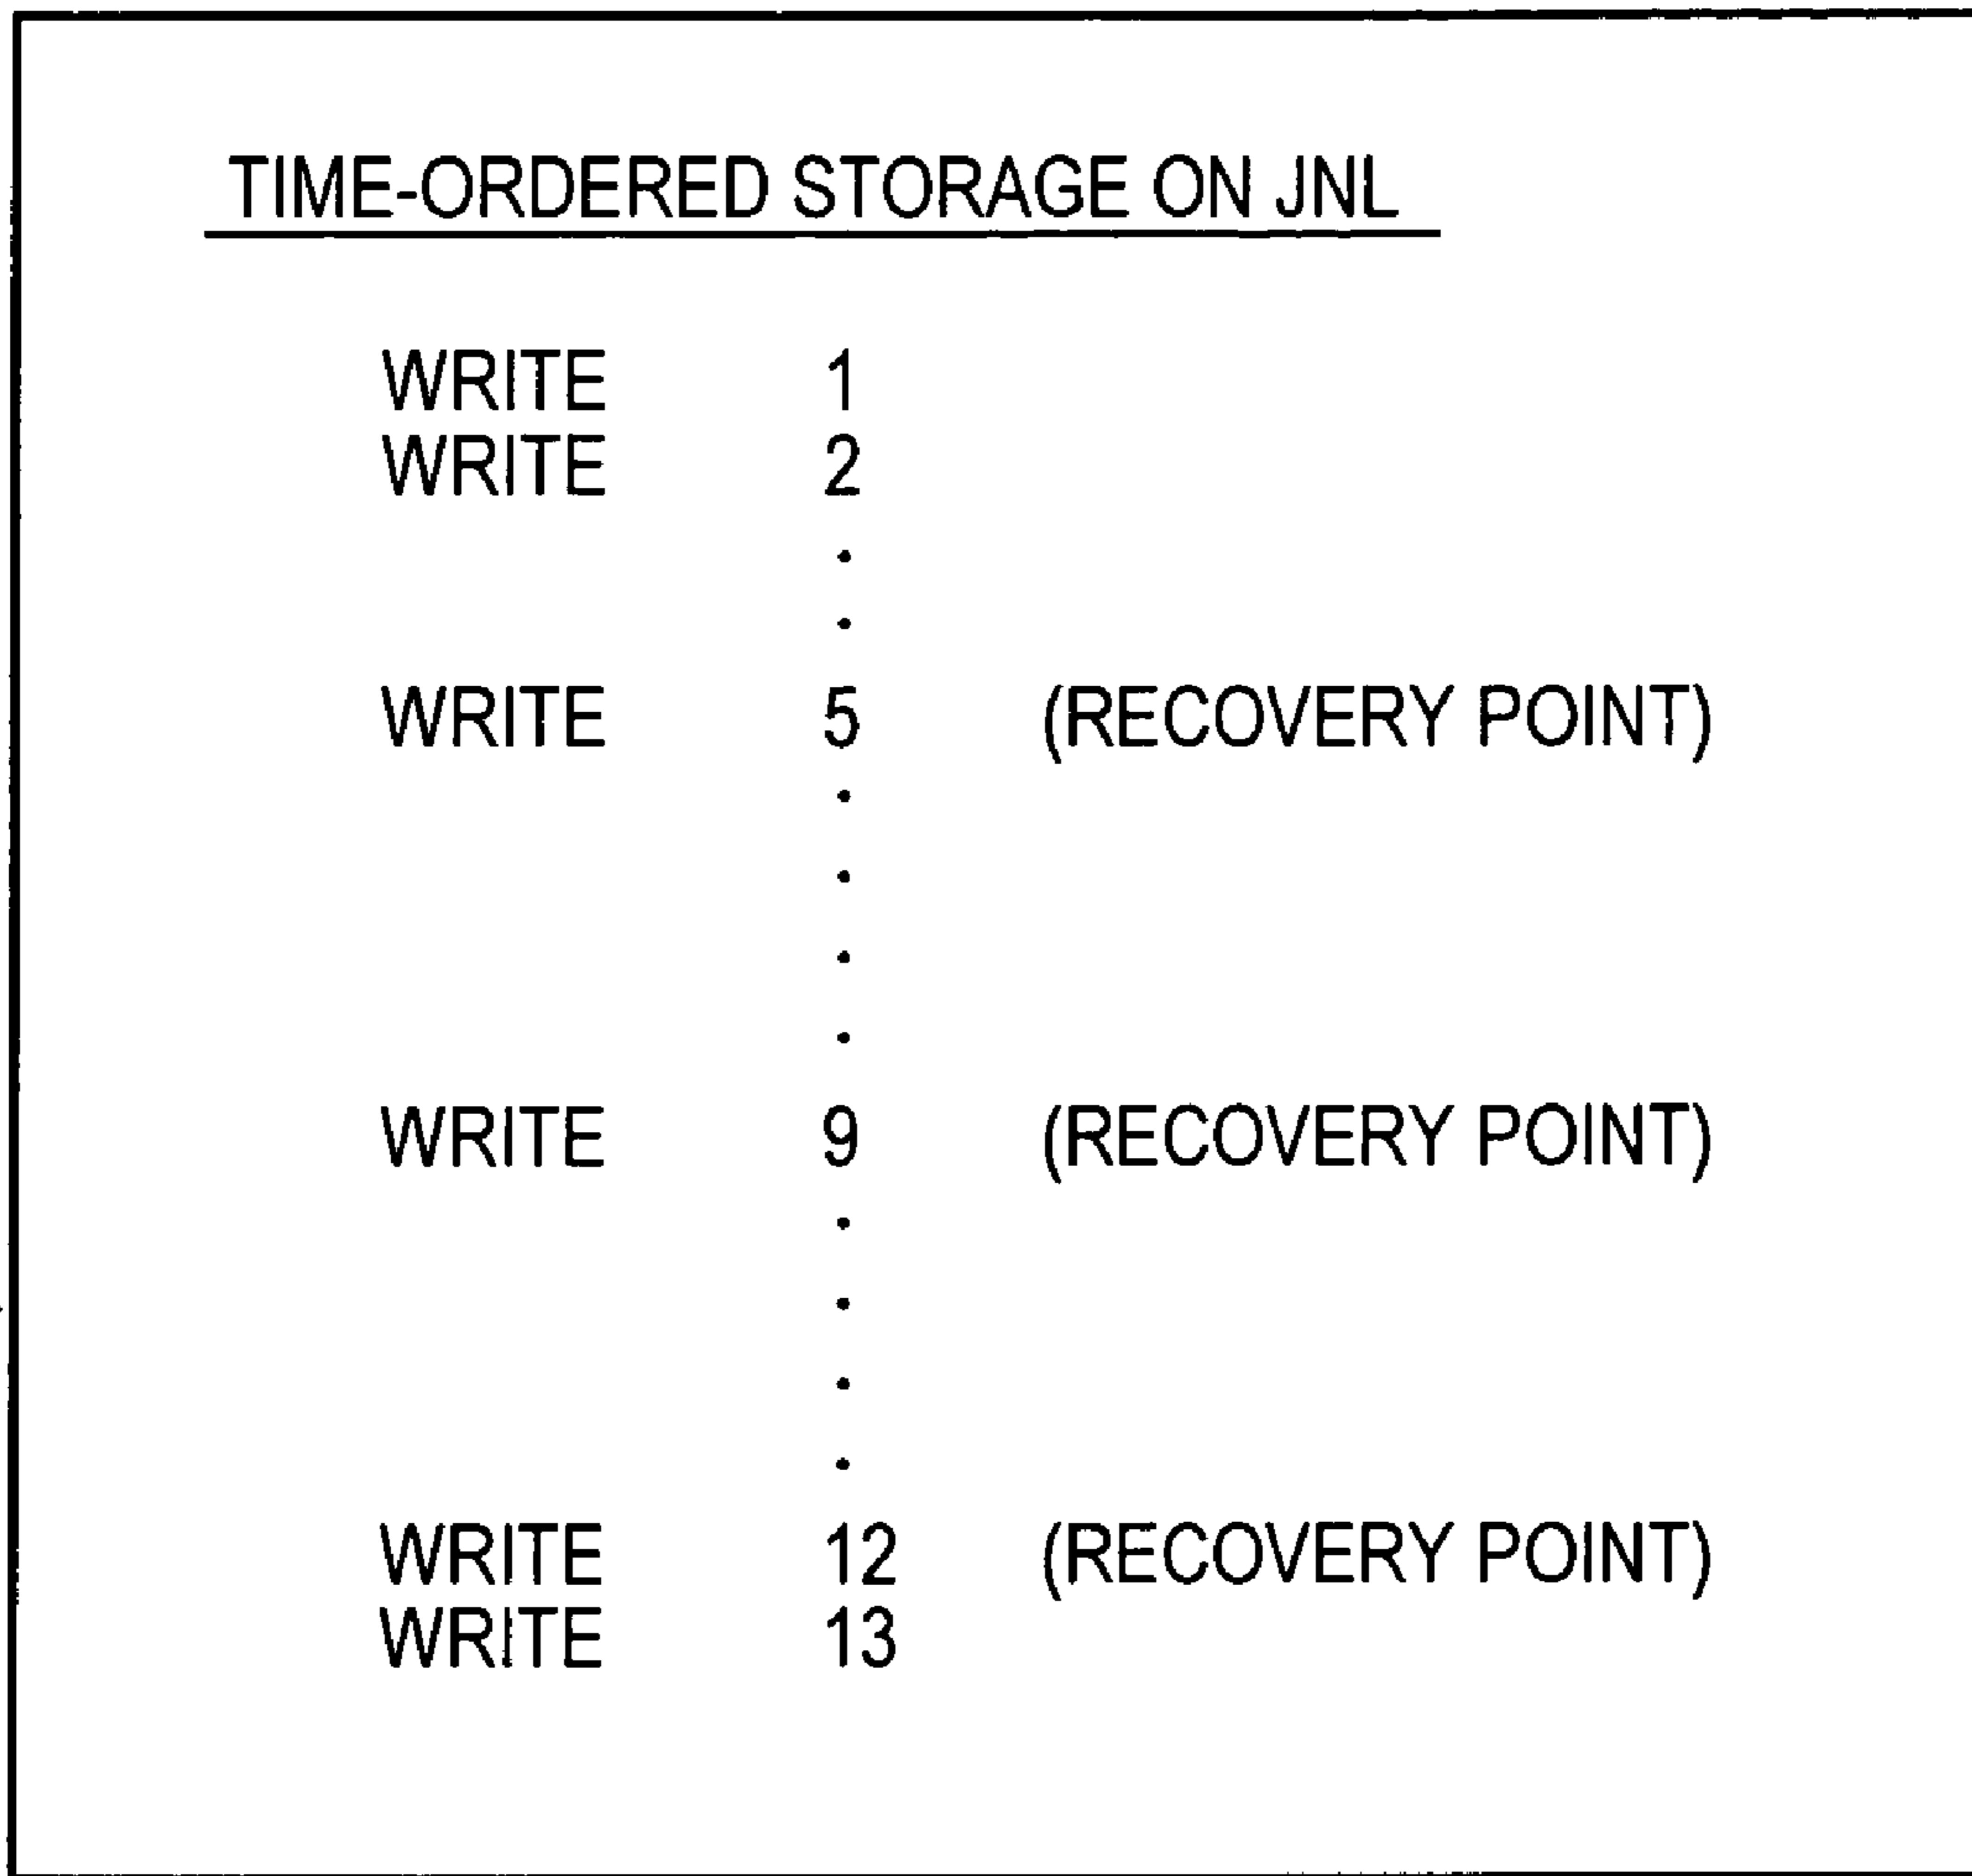 TIME-ORDERED STORAGE ON JNL
WRITE 1
WRITE 2
.
.
WRITE 5 (RECOVERY POINT)
.
.
.
.
WRITE 9 (RECOVERY POINT)
.
.
.
.
WRITE 12 (RECOVERY POINT)
WRITE 13